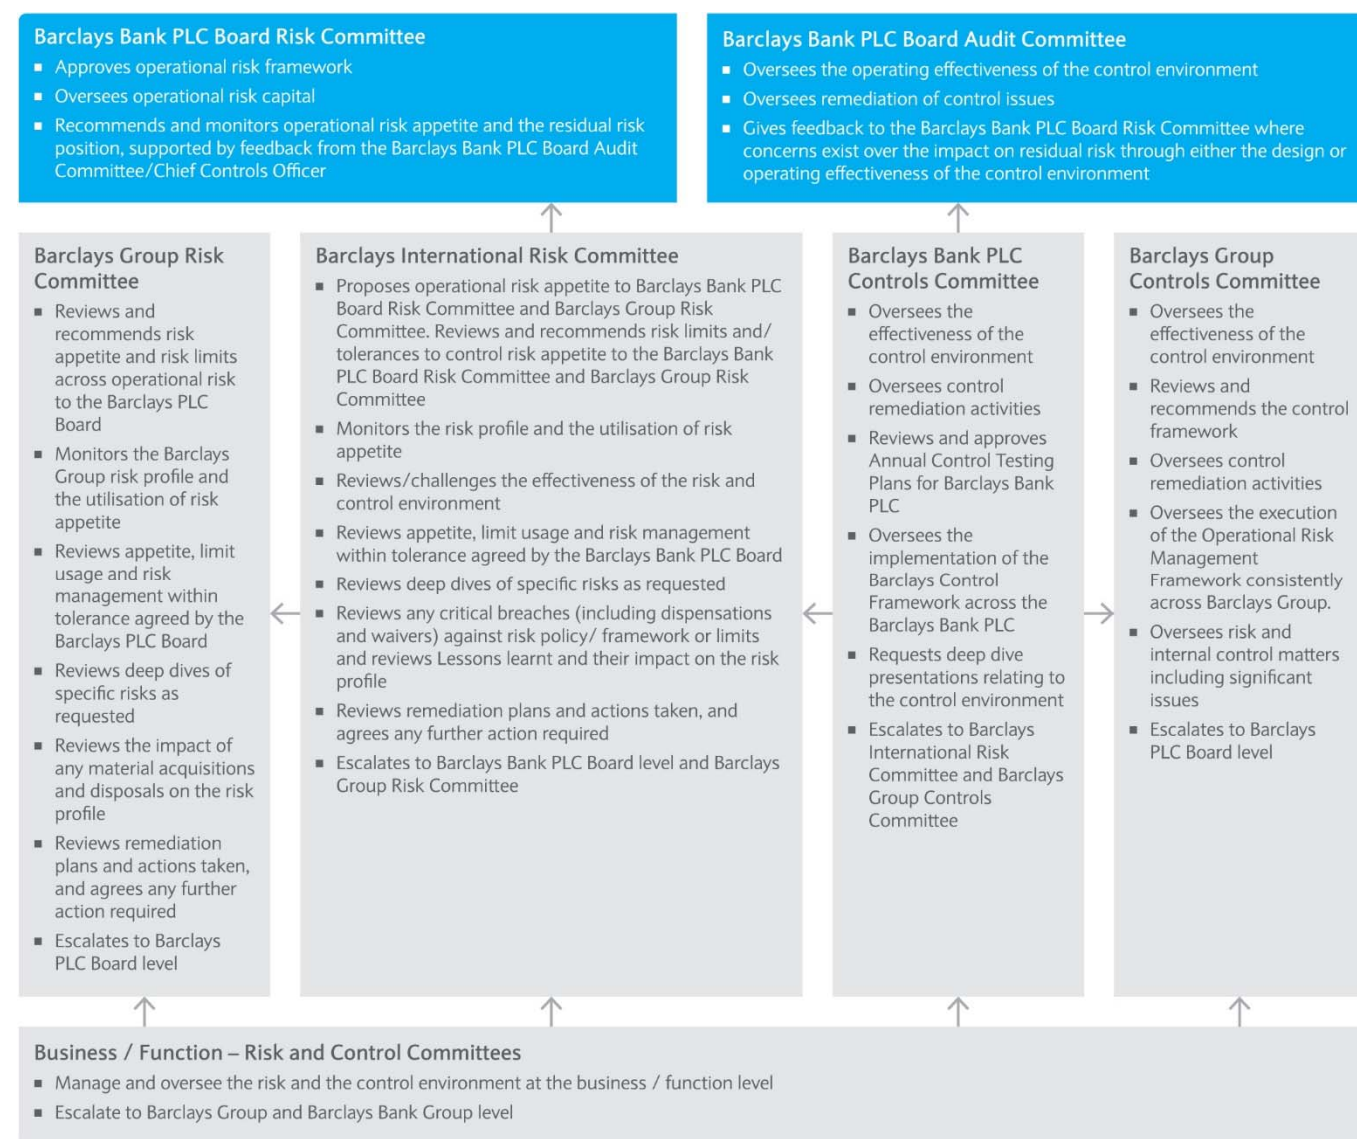 Barclays Bank PLC Board Risk Committee
▪ Approves operational risk framework
▪ Oversees operational risk capital
▪ Recommends and monitors operational risk appetite and the residual risk
position, supported by feedback from the Barclays Bank PLC Board Audit
Committee/Chief Controls Officer
Barclays Bank PLC Board Audit Committee
▪ Oversees the operating effectiveness of the control environment
▪ Oversees remediation of control issues
▪ Gives feedback to the Barclays Bank PLC Board Risk Committee where
concerns exist over the impact on residual risk through either the design or
operating effectiveness of the control environment
Barclays Group Risk
Committee
▪ Reviews and
recommends risk
appetite and risk limits
across operational risk
to the Barclays PLC
Board
▪ Monitors the Barclays
Group risk profile and
the utilisation of risk
appetite
▪ Reviews appetite, limit
usage and risk
management within
tolerance agreed by the
Barclays PLC Board
▪ Reviews deep dives of
specific risks as
requested
▪ Reviews the impact of
any material acquisitions
and disposals on the risk
profile
▪ Reviews remediation
plans and actions taken,
and agrees any further
action required
▪ Escalates to Barclays
PLC Board level
Barclays International Risk Committee
▪ Proposes operational risk appetite to Barclays Bank PLC
Board Risk Committee and Barclays Group Risk
Committee. Reviews and recommends risk limits and/
tolerances to control risk appetite to the Barclays Bank
PLC Board Risk Committee and Barclays Group Risk
Committee
▪ Monitors the risk profile and the utilisation of risk
appetite
▪ Reviews/challenges the effectiveness of the risk and
control environment
▪ Reviews appetite, limit usage and risk management
within tolerance agreed by the Barclays Bank PLC Board
▪ Reviews deep dives of specific risks as requested
▪ Reviews any critical breaches (including dispensations
and waivers) against risk policy/ framework or limits
and reviews Lessons learnt and their impact on the risk
profile
▪ Reviews remediation plans and actions taken, and
agrees any further action required
▪ Escalates to Barclays Bank PLC Board level and Barclays
Group Risk Committee
Barclays Bank PLC
Controls Committee
▪ Oversees the
effectiveness of the
control environment
▪ Oversees control
remediation activities
▪ Reviews and approves
Annual Control Testing
Plans for Barclays Bank
PLC
▪ Oversees the
implementation of the
Barclays Control
Framework across the
Barclays Bank PLC
▪ Requests deep dive
presentations relating to
the control environment
▪ Escalates to Barclays
International Risk
Committee and Barclays
Group Controls
Committee
Barclays Group
Controls Committee
▪ Oversees the
effectiveness of the
control environment
▪ Reviews and
recommends the control
framework
▪ Oversees control
remediation activities
▪ Oversees the execution
of the Operational Risk
Management
Framework consistently
across Barclays Group.
▪ Oversees risk and
internal control matters
including significant
issues
▪ Escalates to Barclays
PLC Board level
Business / Function – Risk and Control Committees
▪ Manage and oversee the risk and the control environment at the business / function level
▪ Escalate to Barclays Group and Barclays Bank Group level